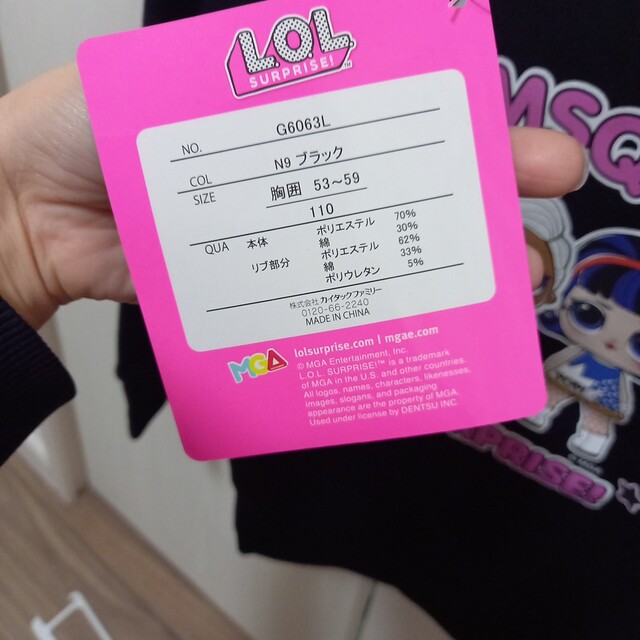 L.O.L
SURPRISE!™
NO. G6063L
COL N9 ブラック
SIZE 胸囲 53~59
110
QUA 本体 ポリエステル 70%
綿 30%
リブ部分 ポリエステル 62%
綿 33%
ポリウレタン 5%
株式会社 カイタックファミリー
0120-66-2240
MADE IN CHINA
MGA
lolsurprise.com | mgae.com
© MGA Entertainment, Inc.
L.O.L. SURPRISE!™ is a trademark
of MGA in the U.S. and other countries.
All logos, names, characters, likenesses,
images, slogans, and packaging
appearance are the property of MGA.
Used under license by DENTSU INC.
MSQ
RPRISE!